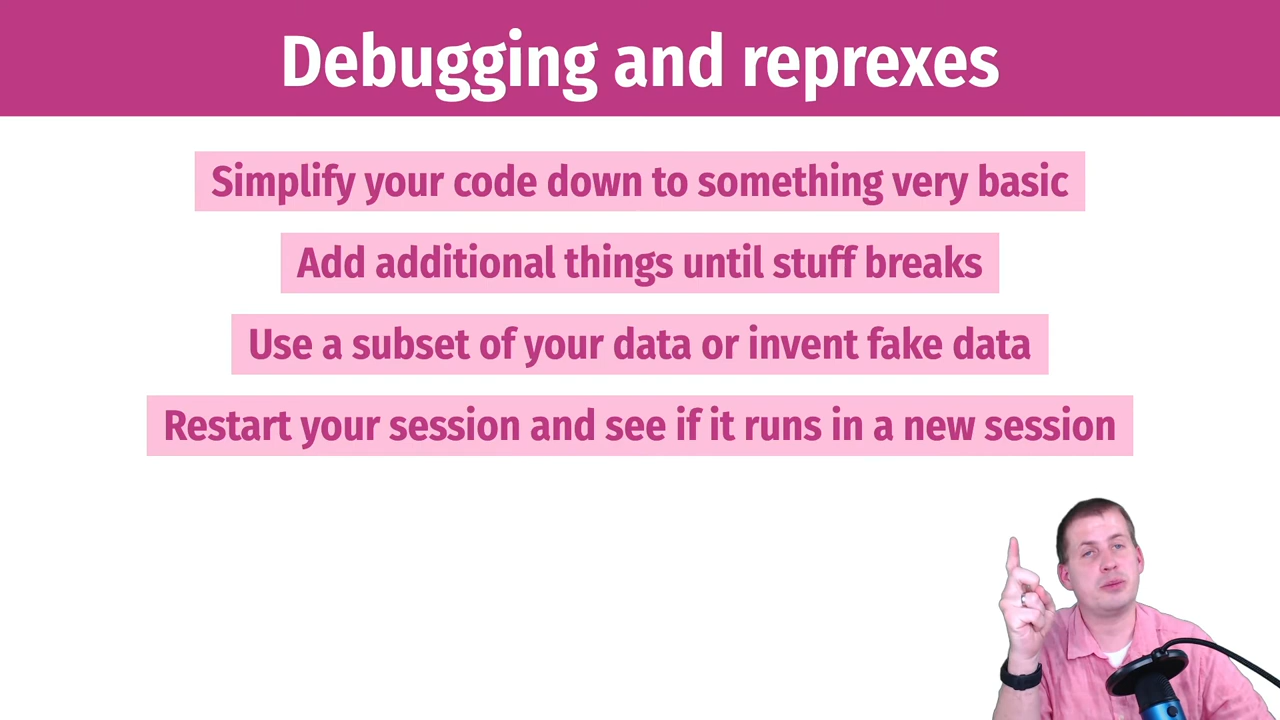 Debugging and reprexes
Simplify your code down to something very basic
Add additional things until stuff breaks
Use a subset of your data or invent fake data
Restart your session and see if it runs in a new session